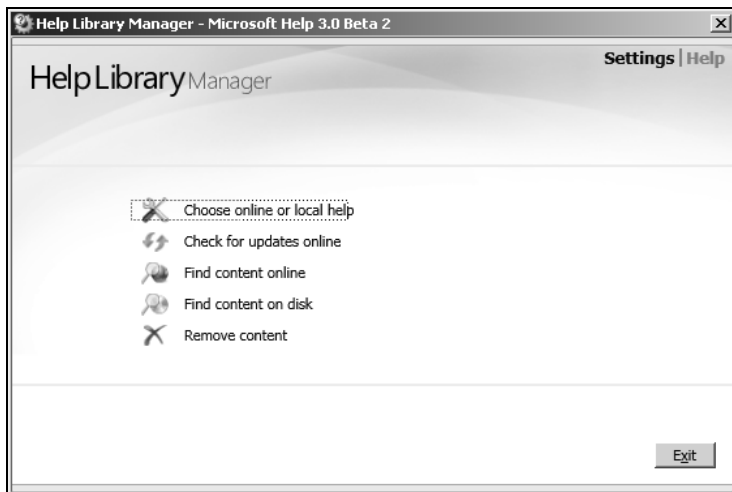 Help Library Manager - Microsoft Help 3.0 Beta 2
Settings | Help
HelpLibraryManager
Choose online or local help
Check for updates online
Find content online
Find content on disk
Remove content
Exit